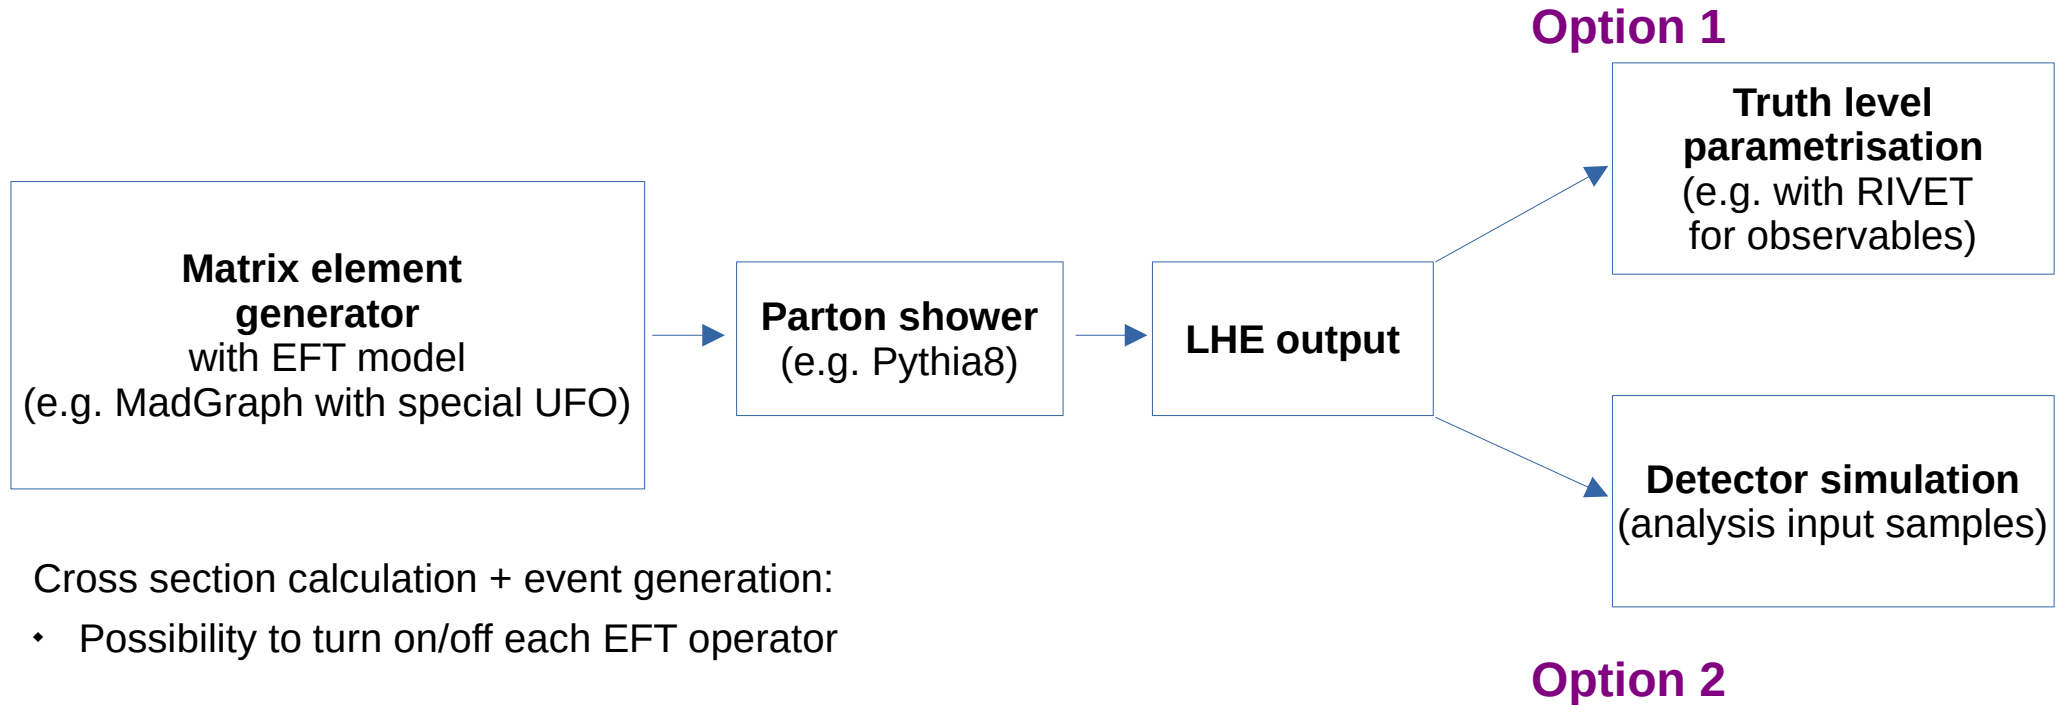 Option 1
Truth level
parametrisation
(e.g. with RIVET
for observables)
Matrix element
generator
with EFT model
(e.g. MadGraph with special UFO)
Parton shower
(e.g. Pythia8)
LHE output
Detector simulation
(analysis input samples)
Cross section calculation + event generation:
Possibility to turn on/off each EFT operator
Option 2